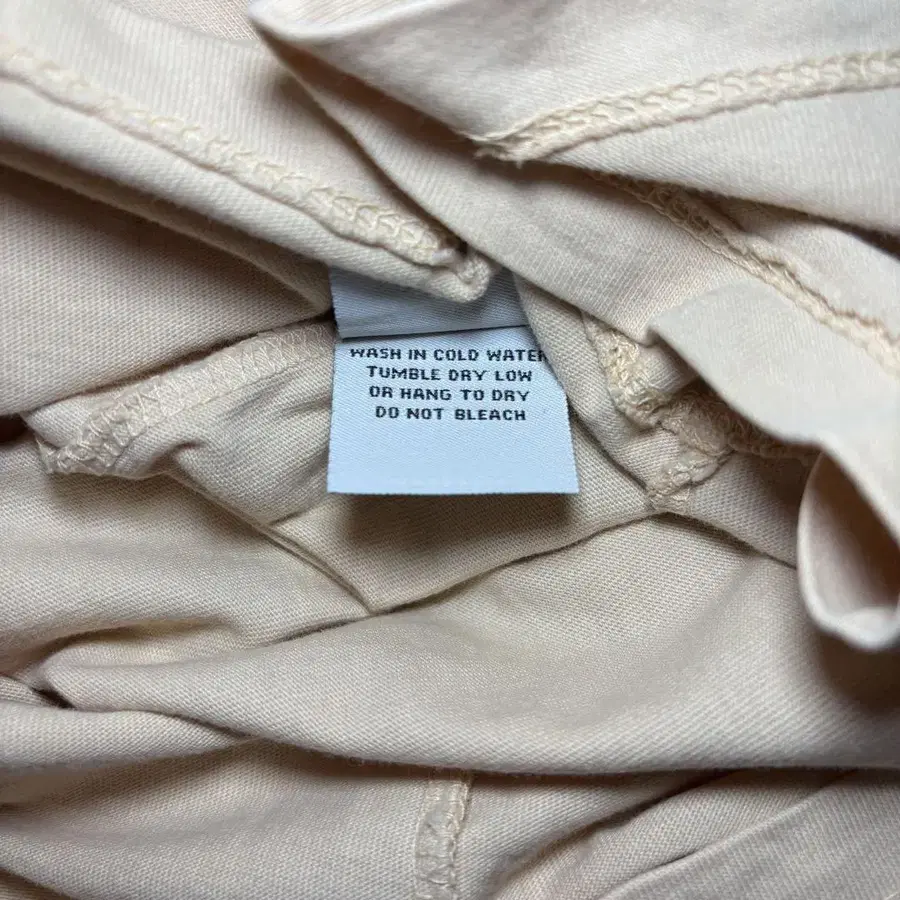 WASH IN COLD WATER
TUMBLE DRY LOW
OR HANG TO DRY
DO NOT BLEACH